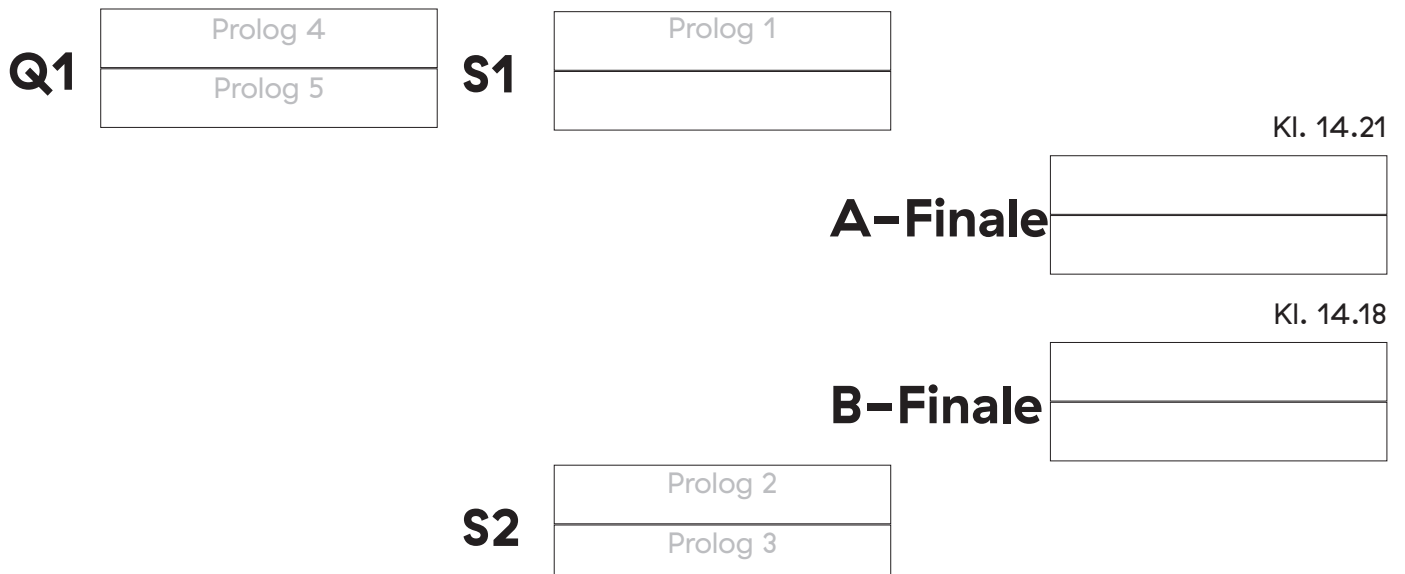 Q1
Prolog 4
Prolog 5
S1
Prolog 1
Kl. 14.21
A-Finale
Kl. 14.18
B-Finale
S2
Prolog 2
Prolog 3